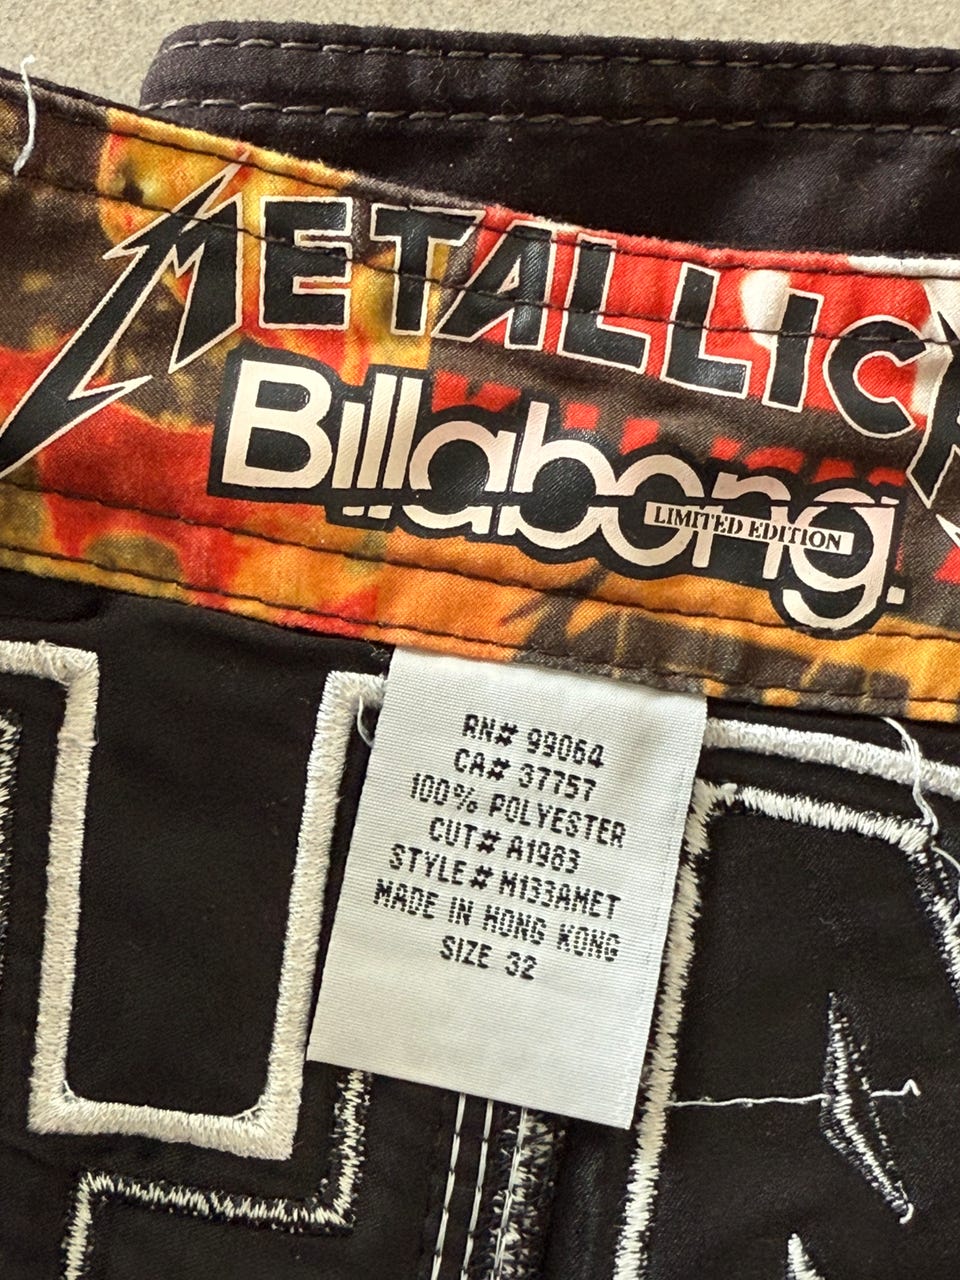 METALLICA
Billabong
LIMITED EDITION
RN# 99064
CA# 37757
100% POLYESTER
CUT# A1983
STYLE# M133AMET
MADE IN HONG KONG
SIZE 32